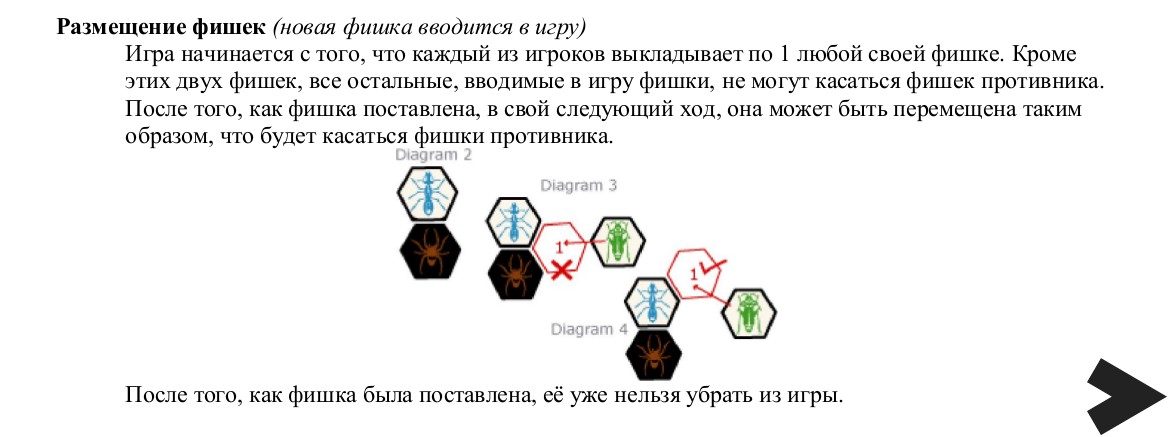 Размещение фишек (новая фишка вводится в игру)
Игра начинается с того, что каждый из игроков выкладывает по 1 любой своей фишке. Кроме
этих двух фишек, все остальные, вводимые в игру фишки, не могут касаться фишек противника.
После того, как фишка поставлена, в свой следующий ход, она может быть перемещена таким
образом, что будет касаться фишки противника.
Diagram 2
Diagram 3
1
1
Diagram 4
После того, как фишка была поставлена, её уже нельзя убрать из игры.